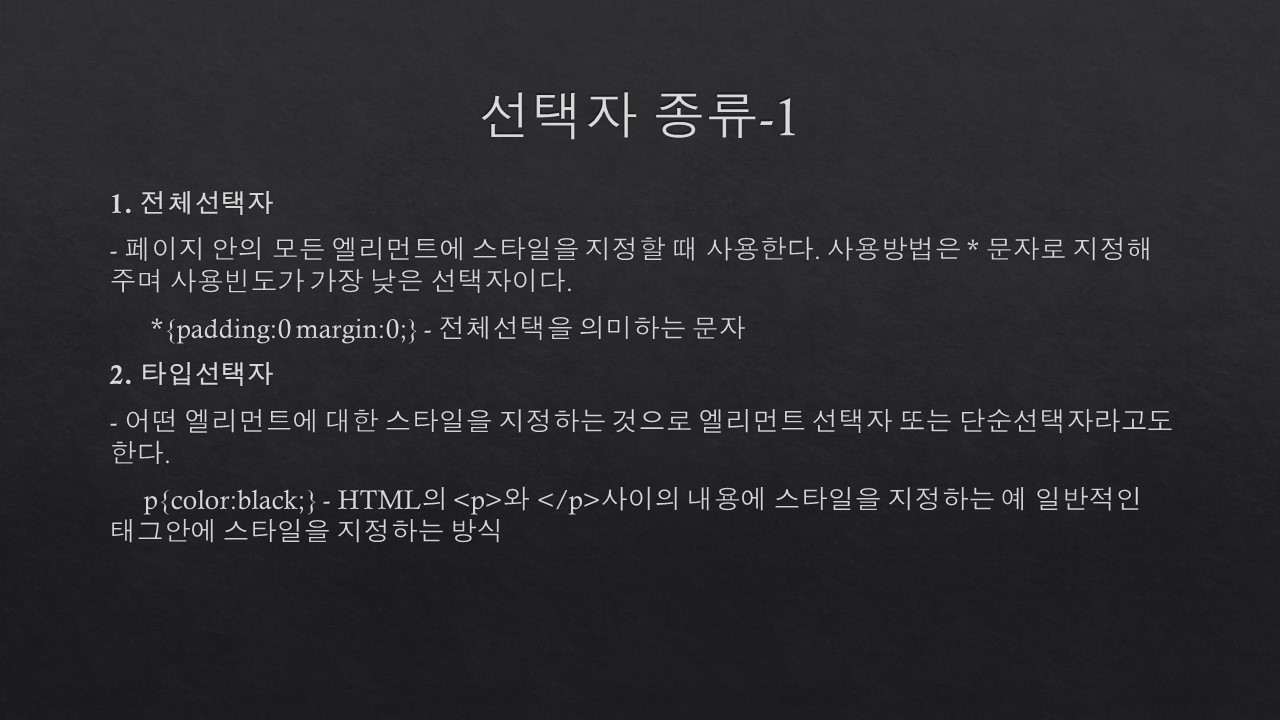 선택자 종류-1
1. 전체선택자
- 페이지 안의 모든 엘리먼트에 스타일을 지정할 때 사용한다. 사용방법은 * 문자로 지정해
주며 사용빈도가 가장 낮은 선택자이다.
*{padding:0 margin:0;} - 전체선택을 의미하는 문자
2. 타입선택자
- 어떤 엘리먼트에 대한 스타일을 지정하는 것으로 엘리먼트 선택자 또는 단순선택자라고도
한다.
p{color:black;} - HTML의 <p>와 </p>사이의 내용에 스타일을 지정하는 예 일반적인
태그안에 스타일을 지정하는 방식